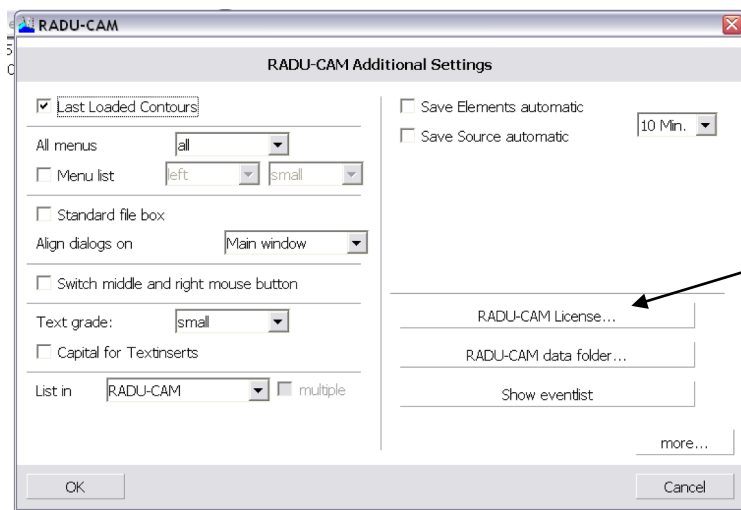 RADU-CAM
RADU-CAM Additional Settings
Last Loaded Contours
All menus all
Menu list left small
Standard file box
Align dialogs on Main window
Switch middle and right mouse button
Text grade: small
Capital for Textinserts
List in RADU-CAM multiple
Save Elements automatic
Save Source automatic
10 Min.
RADU-CAM License...
RADU-CAM data folder...
Show eventlist
more...
OK
Cancel